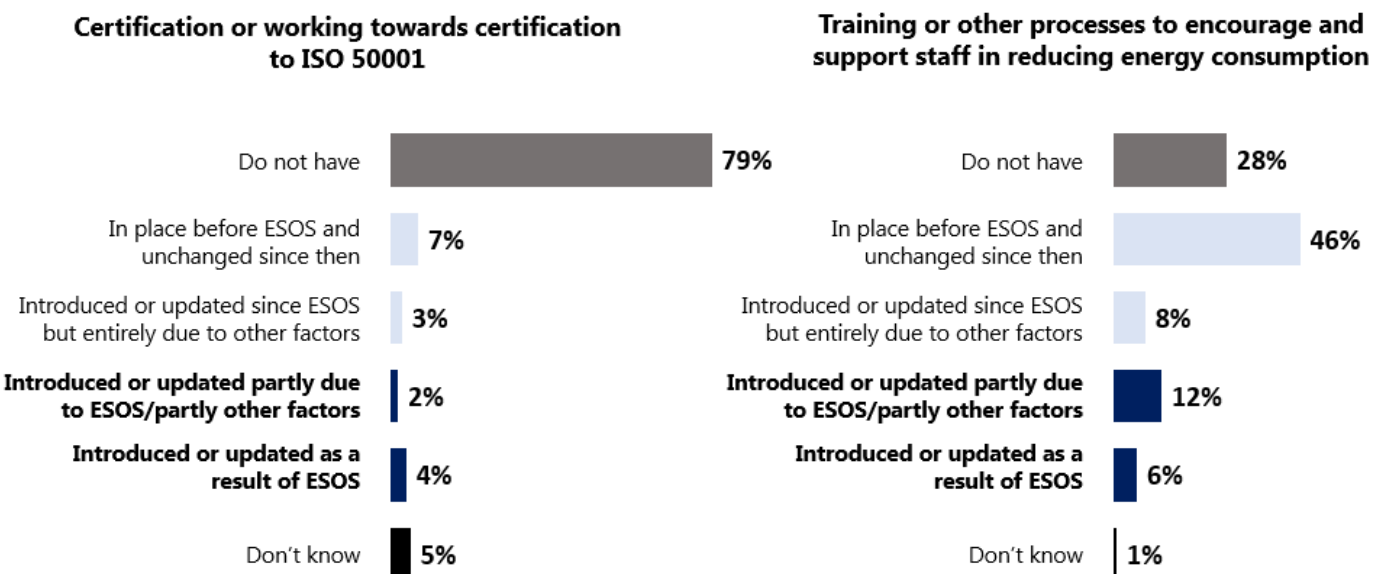 Certification or working towards certification
to ISO 50001
Do not have
79%
In place before ESOS and
unchanged since then
7%
Introduced or updated since ESOS
but entirely due to other factors
3%
Introduced or updated partly due
to ESOS/partly other factors
2%
Introduced or updated as a
result of ESOS
4%
Don't know
5%
Training or other processes to encourage and
support staff in reducing energy consumption
Do not have
28%
In place before ESOS and
unchanged since then
46%
Introduced or updated since ESOS
but entirely due to other factors
8%
Introduced or updated partly due
to ESOS/partly other factors
12%
Introduced or updated as a
result of ESOS
6%
Don't know
1%